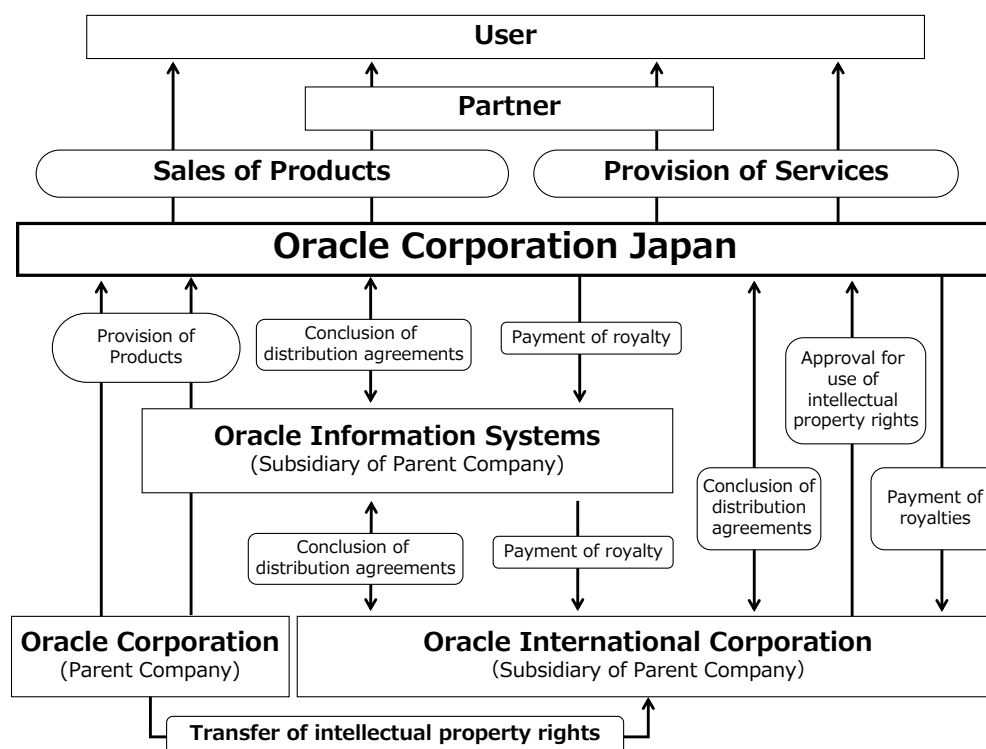 User
Partner
Sales of Products
Provision of Services
Oracle Corporation Japan
Provision of
Products
Conclusion of
distribution agreements
Payment of royalty
Approval for
use of
intellectual
property rights
Oracle Information Systems
(Subsidiary of Parent Company)
Conclusion of
distribution
agreements
Payment of
royalties
Conclusion of
distribution agreements
Payment of royalty
Oracle Corporation
(Parent Company)
Oracle International Corporation
(Subsidiary of Parent Company)
Transfer of intellectual property rights